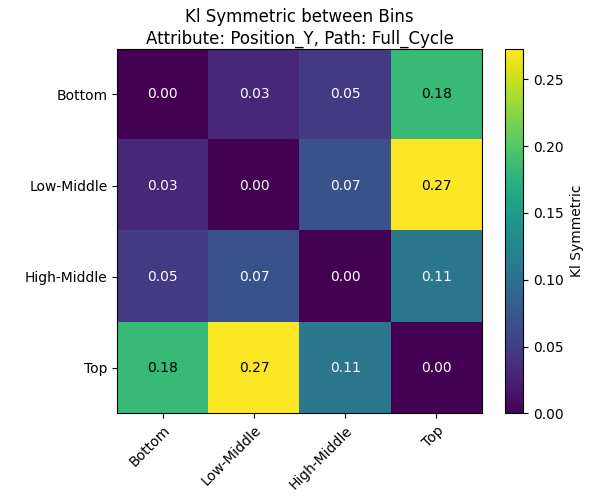 Kl Symmetric between Bins
Attribute: Position_Y, Path: Full_Cycle
Bottom 0.00 0.03 0.05 0.18
Low-Middle 0.03 0.00 0.07 0.27
High-Middle 0.05 0.07 0.00 0.11
Top 0.18 0.27 0.11 0.00
Bottom Low-Middle High-Middle Top
0.25
0.20
0.15
0.10
0.05
0.00
Kl Symmetric